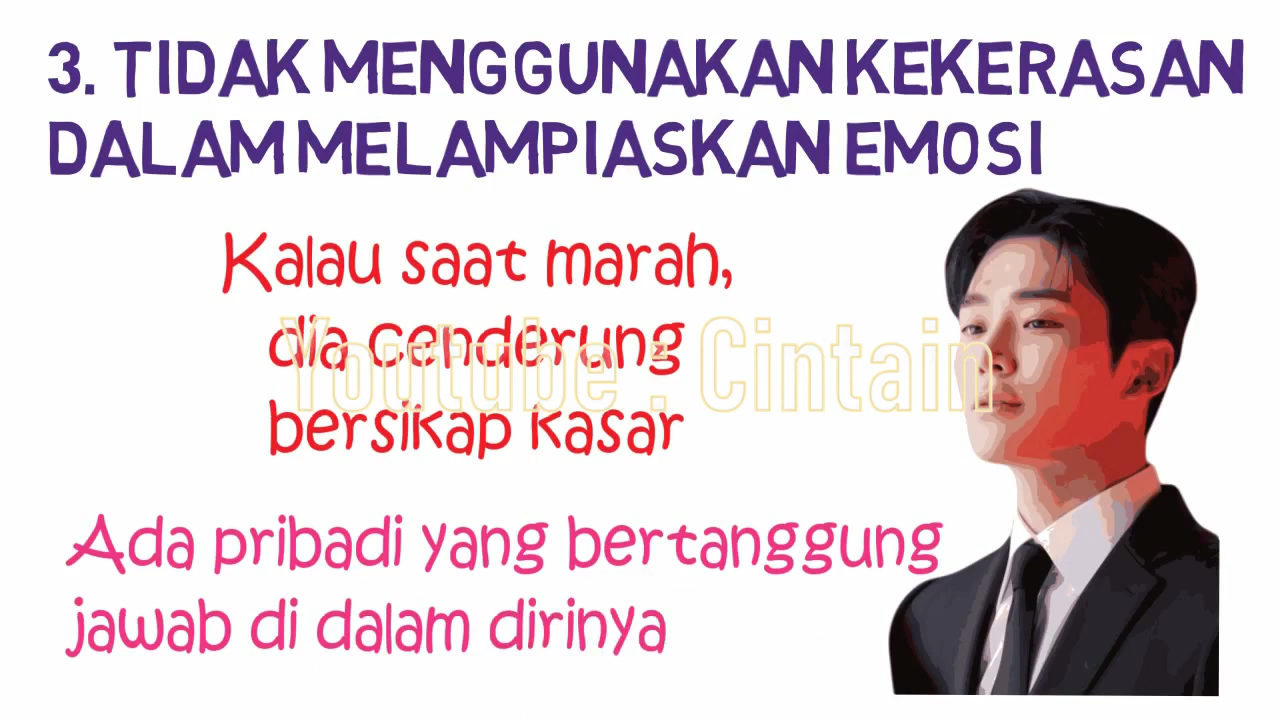 3. TIDAK MENGGUNAKAN KEKERASAN
DALAM MELAMPIASKAN EMOSI
Kalau saat marah,
dia cenderung
Youtube : Cintain
bersikap kasar
Ada pribadi yang bertanggung
jawab di dalam dirinya